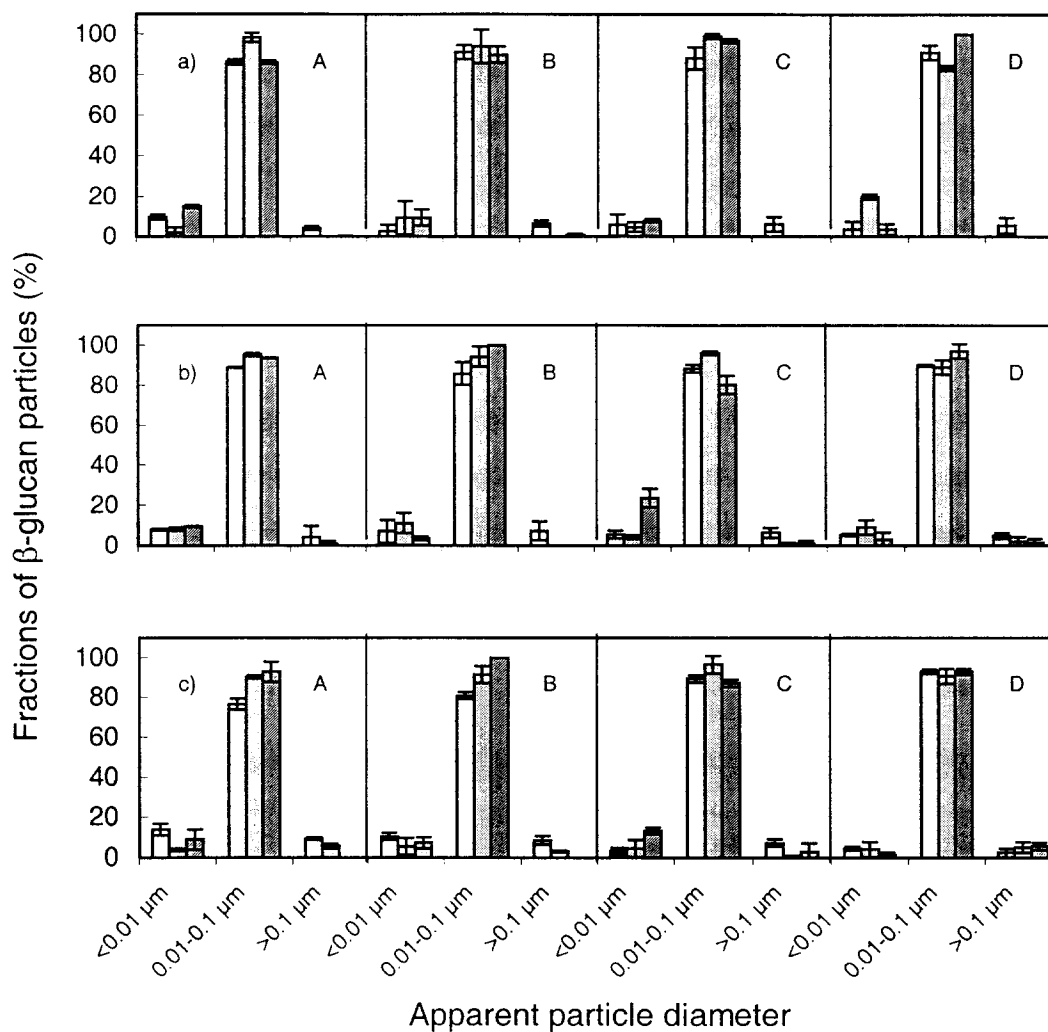 Fractions of β-glucan particles (%)
100
80
60
40
20
0
a)
A
B
C
D
100
80
60
40
20
0
b)
A
B
C
D
100
80
60
40
20
0
c)
A
B
C
D
<0.01 µm
0.01-0.1 µm
>0.1 µm
<0.01 µm
0.01-0.1 µm
>0.1 µm
<0.01 µm
0.01-0.1 µm
>0.1 µm
<0.01 µm
0.01-0.1 µm
>0.1 µm
Apparent particle diameter